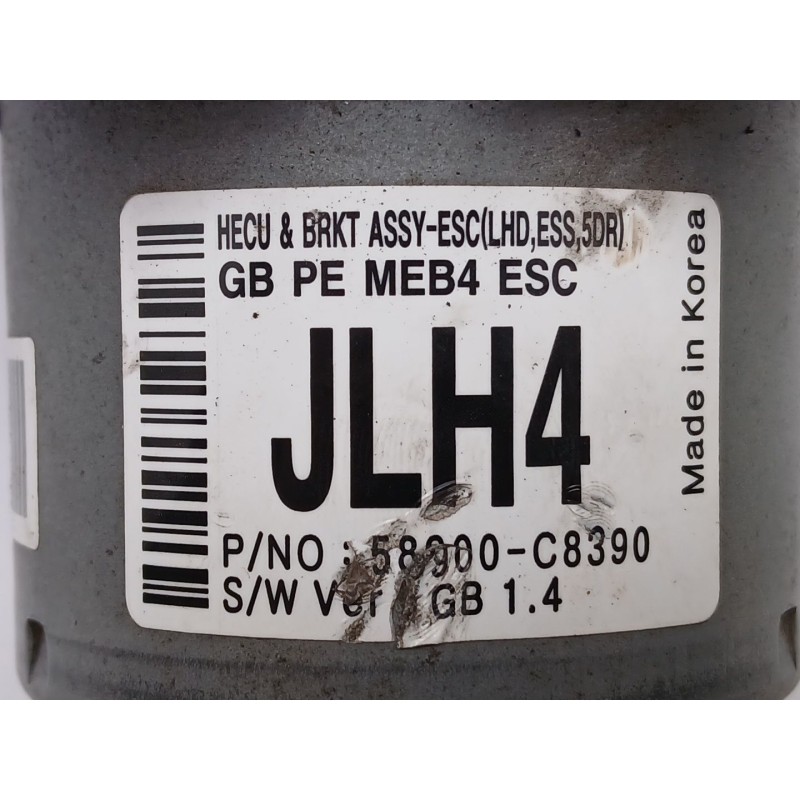 HECU & BRKT ASSY-ESC(LHD,ESS,5DR)
GB PE MEB4 ESC
JLH4
P/NO : 58900-C8390
S/W Ver GB 1.4
Made in Korea